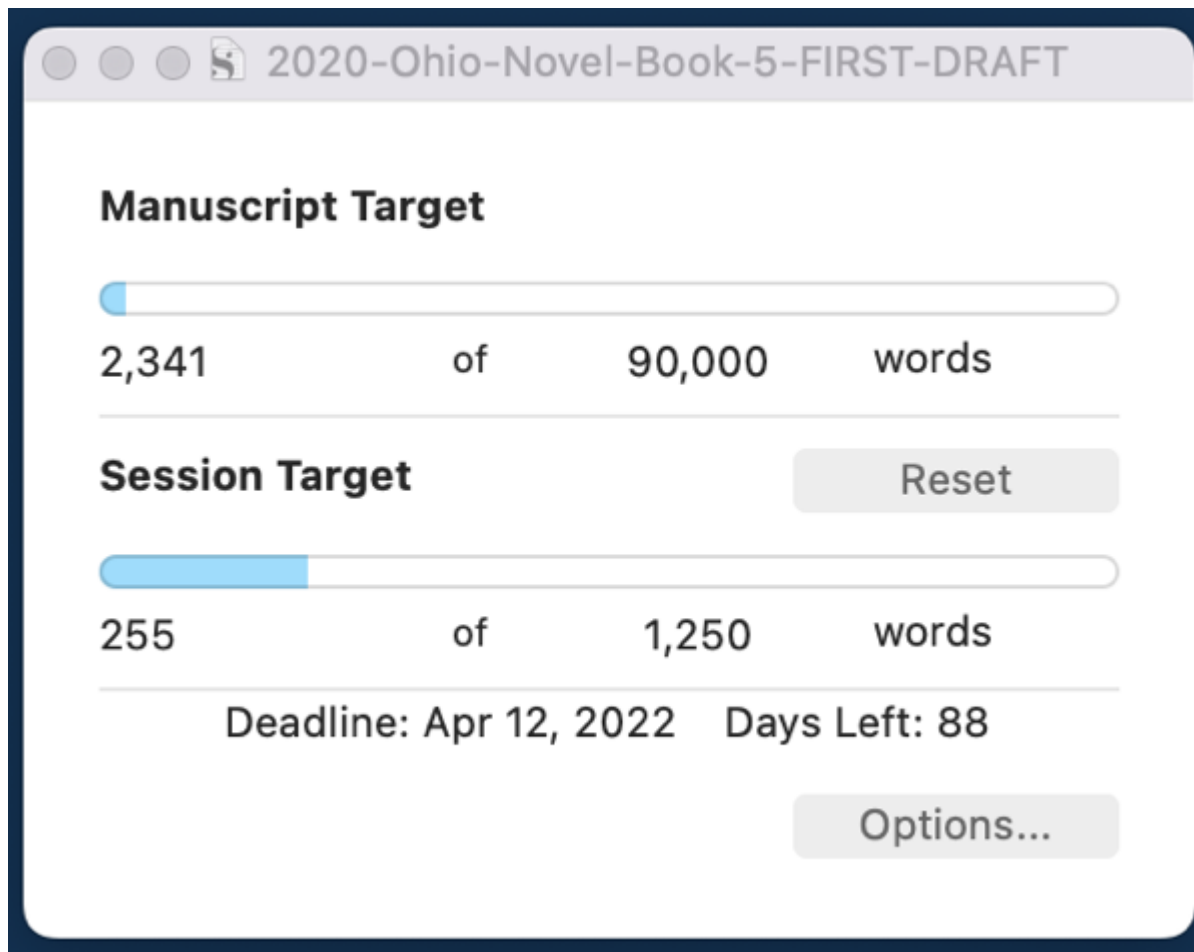 2020-Ohio-Novel-Book-5-FIRST-DRAFT
Manuscript Target
2,341 of 90,000 words
Session Target Reset
255 of 1,250 words
Deadline: Apr 12, 2022 Days Left: 88
Options...